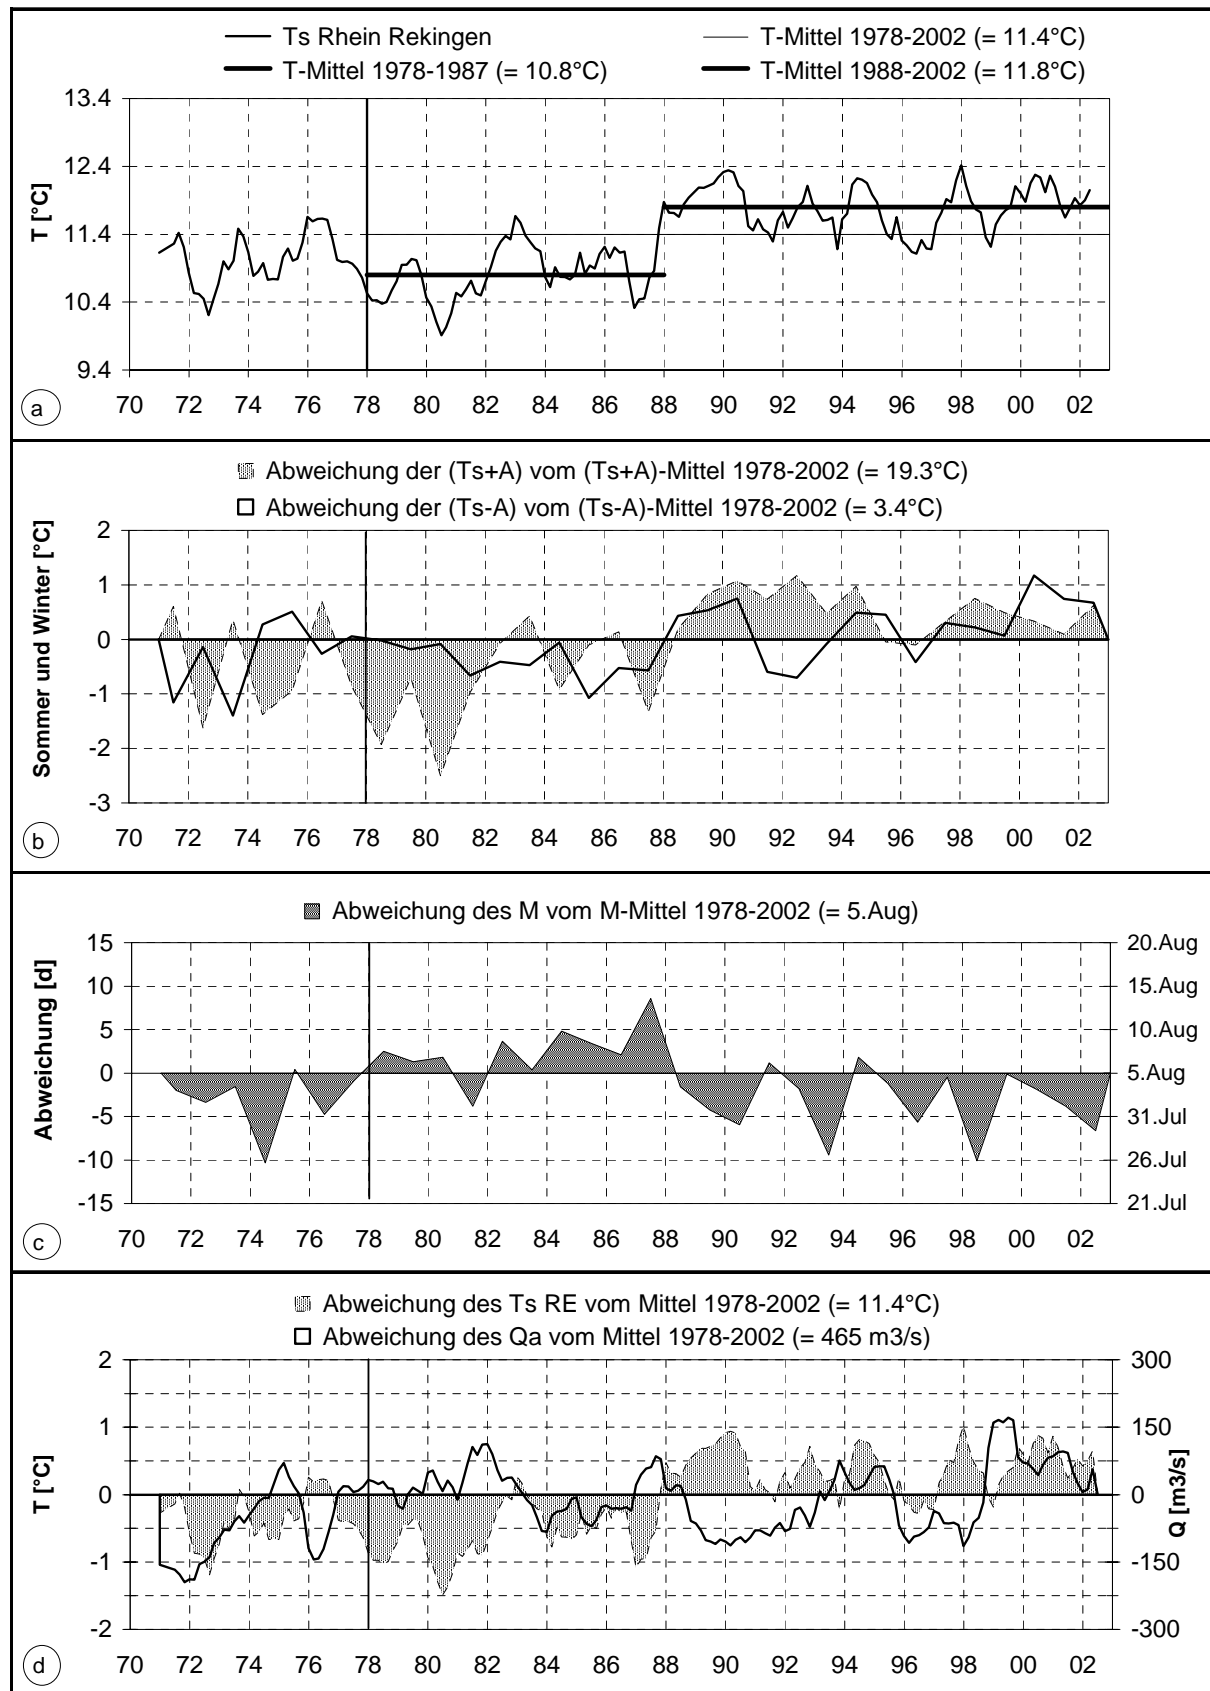 Ts Rhein Rekingen T-Mittel 1978-2002 (= 11.4°C)
T-Mittel 1978-1987 (= 10.8°C) T-Mittel 1988-2002 (= 11.8°C)
T [°C]
13.4
12.4
11.4
10.4
9.4
70 72 74 76 78 80 82 84 86 88 90 92 94 96 98 00 02
a
Abweichung der (Ts+A) vom (Ts+A)-Mittel 1978-2002 (= 19.3°C)
Abweichung der (Ts-A) vom (Ts-A)-Mittel 1978-2002 (= 3.4°C)
Sommer und Winter [°C]
2
1
0
-1
-2
-3
70 72 74 76 78 80 82 84 86 88 90 92 94 96 98 00 02
b
Abweichung des M vom M-Mittel 1978-2002 (= 5.Aug)
Abweichung [d]
15 20.Aug
10 15.Aug
5 10.Aug
0 5.Aug
-5 31.Jul
-10 26.Jul
-15 21.Jul
70 72 74 76 78 80 82 84 86 88 90 92 94 96 98 00 02
c
Abweichung des Ts RE vom Mittel 1978-2002 (= 11.4°C)
Abweichung des Qa vom Mittel 1978-2002 (= 465 m3/s)
T [°C]
2 300
1 150
0 0
-1 -150
-2 -300
Q [m3/s]
70 72 74 76 78 80 82 84 86 88 90 92 94 96 98 00 02
d